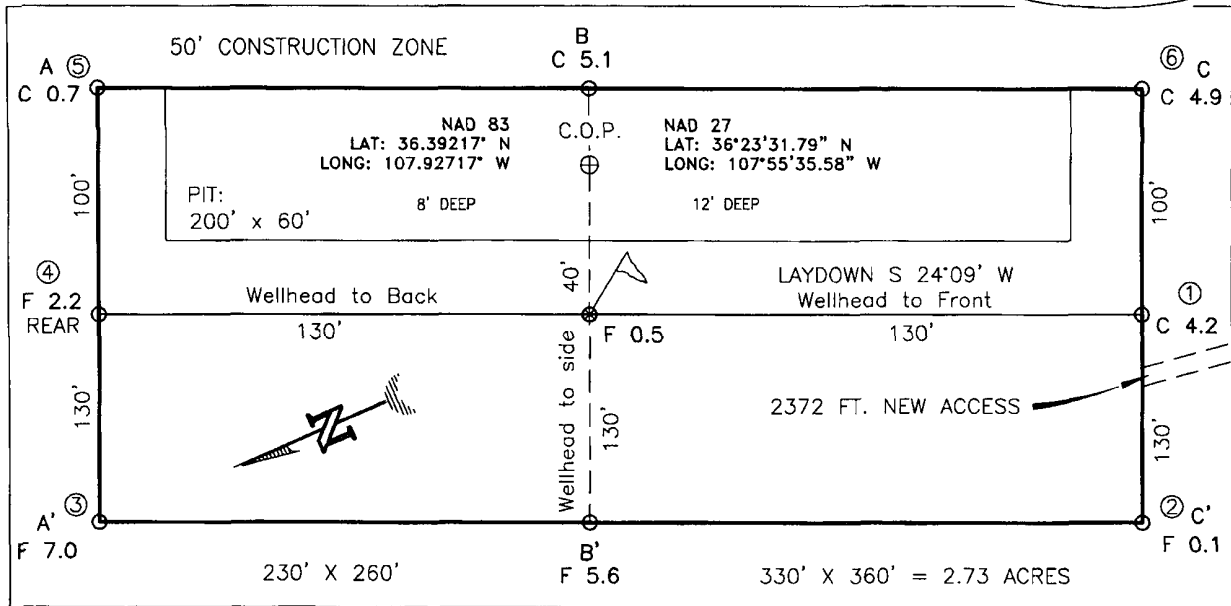 50' CONSTRUCTION ZONE
B
C 5.1
A ⑤
C 0.7
⑥ C
C 4.9
NAD 83
LAT: 36.39217° N
LONG: 107.92717° W
C.O.P.
NAD 27
LAT: 36°23'31.79" N
LONG: 107°55'35.58" W
100'
100'
PIT:
200' x 60'
8' DEEP
12' DEEP
④
F 2.2
REAR
Wellhead to Back
130'
40'
F 0.5
LAYDOWN S 24°09' W
Wellhead to Front
130'
①
C 4.2
130'
N
Wellhead to side
130'
2372 FT. NEW ACCESS
130'
A' ③
F 7.0
B'
F 5.6
② C'
F 0.1
230' X 260'
330' X 360' = 2.73 ACRES